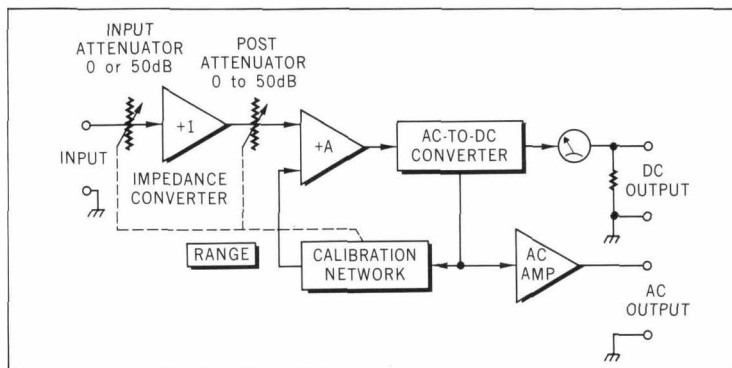 INPUT
ATTENUATOR
0 or 50dB
POST
ATTENUATOR
0 to 50dB
+1
+A
AC-TO-DC
CONVERTER
INPUT
IMPEDANCE
CONVERTER
DC
OUTPUT
RANGE
CALIBRATION
NETWORK
AC
AMP
AC
OUTPUT